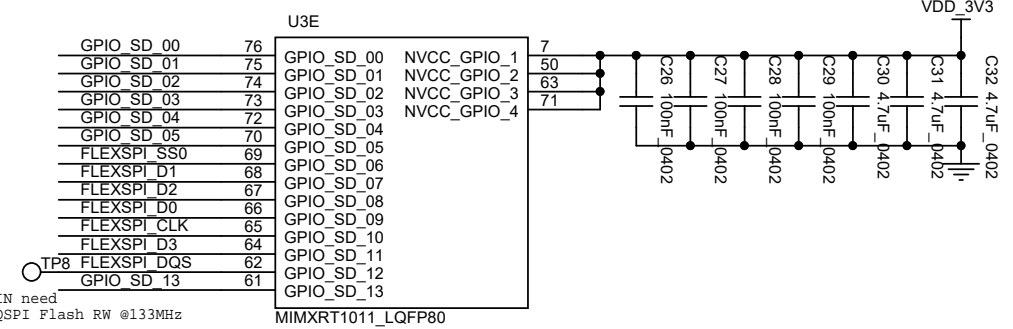 VDD_3V3
U3E
GPIO_SD_00 76 GPIO_SD_00 NVCC_GPIO_1 7
GPIO_SD_01 75 GPIO_SD_01 NVCC_GPIO_2 50
GPIO_SD_02 74 GPIO_SD_02 NVCC_GPIO_3 63
GPIO_SD_03 73 GPIO_SD_03 NVCC_GPIO_4 71
GPIO_SD_04 72 GPIO_SD_04
GPIO_SD_05 70 GPIO_SD_05
FLEXSPI_SS0 69 GPIO_SD_06
FLEXSPI_D1 68 GPIO_SD_07
FLEXSPI_D2 67 GPIO_SD_08
FLEXSPI_D0 66 GPIO_SD_09
FLEXSPI_CLK 65 GPIO_SD_10
FLEXSPI_D3 64 GPIO_SD_11
TP8 FLEXSPI_DQS 62 GPIO_SD_12
GPIO_SD_13 61 GPIO_SD_13
C26 100nF_0402
C27 100nF_0402
C28 100nF_0402
C29 100nF_0402
C30 4.7uF_0402
C31 4.7uF_0402
C32 4.7uF_0402
IN need
QSPI Flash RW @133MHz
MIMXRT1011_LQFP80